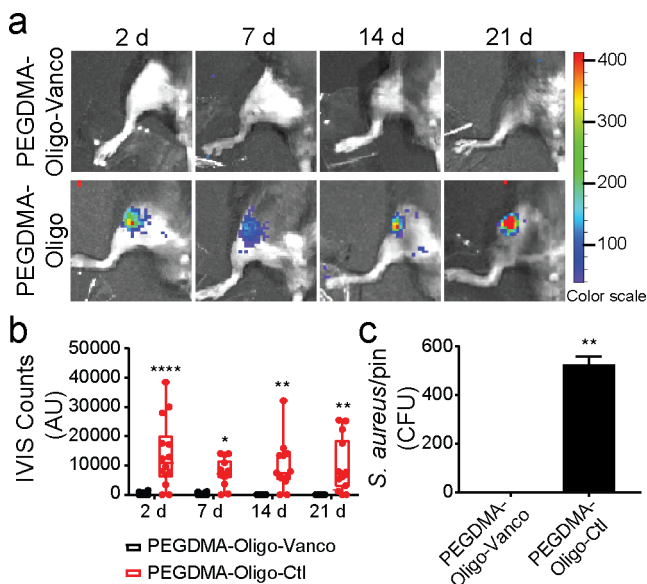 a
2 d 7 d 14 d 21 d
PEGDMA-
Oligo-Vanco
PEGDMA-
Oligo
400
300
200
100
Color scale
b
IVIS Counts
(AU)
50000
40000
30000
20000
10000
0
**** * ** **
2 d 7 d 14 d 21 d
PEGDMA-Oligo-Vanco
PEGDMA-Oligo-Ctl
c
S. aureus/pin
(CFU)
600
400
200
0
**
PEGDMA-
Oligo-Vanco
PEGDMA-
Oligo-Ctl